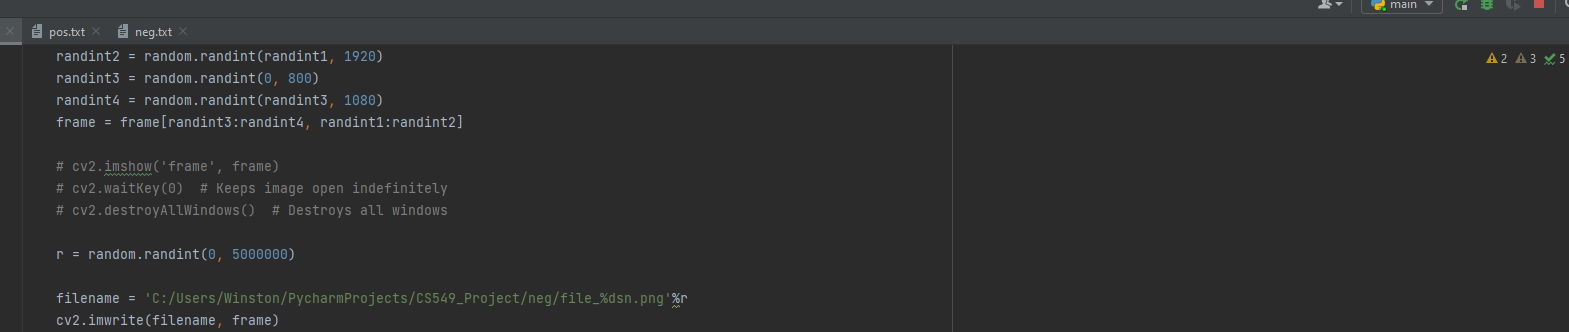 main
pos.txt neg.txt
randint2 = random.randint(randint1, 1920)
2 3 5
randint3 = random.randint(0, 800)
randint4 = random.randint(randint3, 1080)
frame = frame[randint3:randint4, randint1:randint2]
# cv2.imshow('frame', frame)
# cv2.waitKey(0)  # Keeps image open indefinitely
# cv2.destroyAllWindows()  # Destroys all windows
r = random.randint(0, 5000000)
filename = 'C:/Users/Winston/PycharmProjects/CS549_Project/neg/file_%dsn.png'%r
cv2.imwrite(filename, frame)